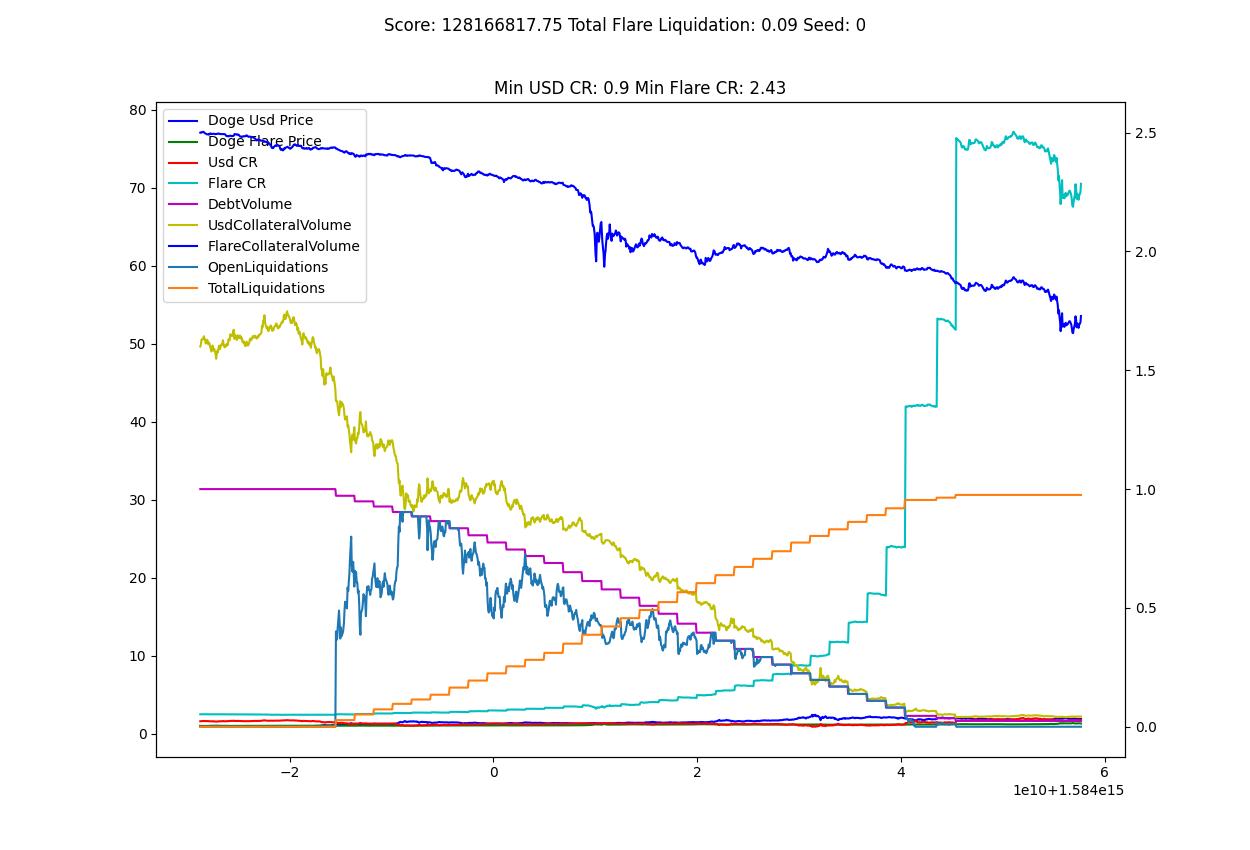 Score: 128166817.75 Total Flare Liquidation: 0.09 Seed: 0
Min USD CR: 0.9 Min Flare CR: 2.43
Doge Usd Price
Doge Flare Price
Usd CR
Flare CR
DebtVolume
UsdCollateralVolume
FlareCollateralVolume
OpenLiquidations
TotalLiquidations
80
70
60
50
40
30
20
10
0
2.5
2.0
1.5
1.0
0.5
0.0
−2
0
2
4
6
1e10+1.584e15